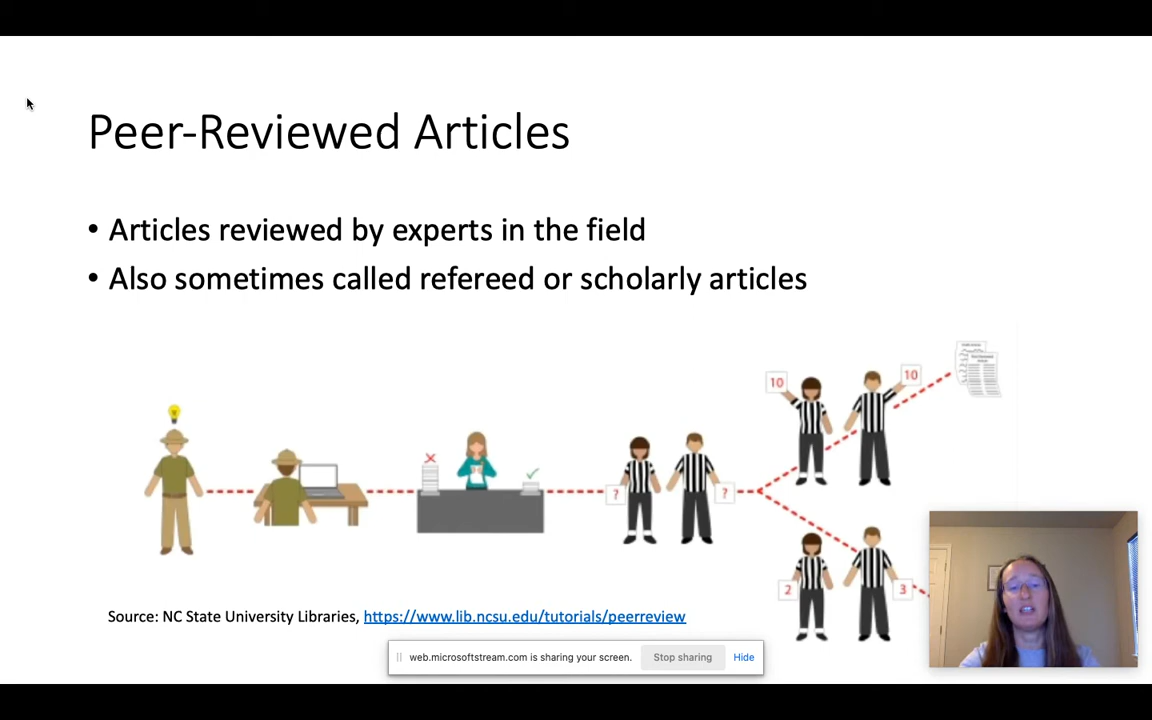 Peer-Reviewed Articles
• Articles reviewed by experts in the field
• Also sometimes called refereed or scholarly articles
10
10
?
?
2
3
Source: NC State University Libraries, https://www.lib.ncsu.edu/tutorials/peerreview
web.microsoftstream.com is sharing your screen.
Stop sharing
Hide